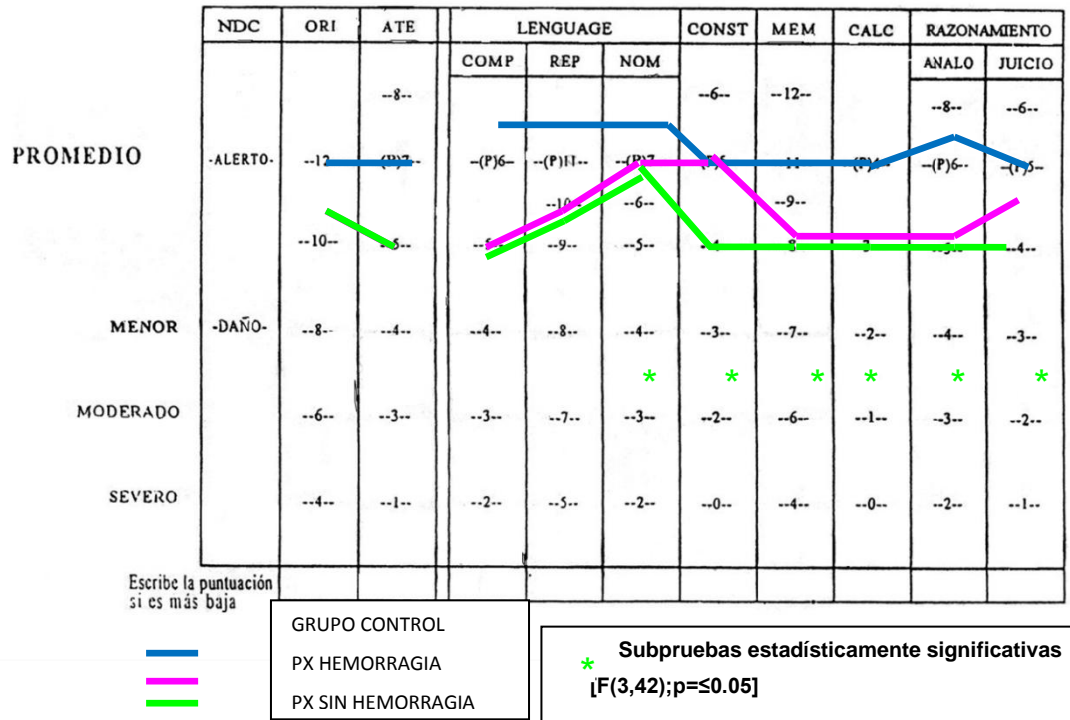 NDC ORI ATE LENGUAGE CONST MEM CALC RAZONAMIENTO
COMP REP NOM ANALO JUICIO
--8-- --6-- --12-- --8-- --6--
PROMEDIO -ALERTO- --12-- --(P)6-- --(P)11-- --(P)6--
--10-- --6-- --9--
--10-- --9-- --5-- --4--
MENOR -DAÑO- --8-- --4-- --4-- --8-- --4-- --3-- --7-- --2-- --4-- --3--
* * * * * *
MODERADO --6-- --3-- --3-- --7-- --3-- --2-- --6-- --1-- --3-- --2--
SEVERO --4-- --1-- --2-- --5-- --2-- --0-- --4-- --0-- --2-- --1--
Escribe la puntuación
si es más baja
GRUPO CONTROL
PX HEMORRAGIA
PX SIN HEMORRAGIA
* Subpruebas estadísticamente significativas
[F(3,42);p=≤0.05]